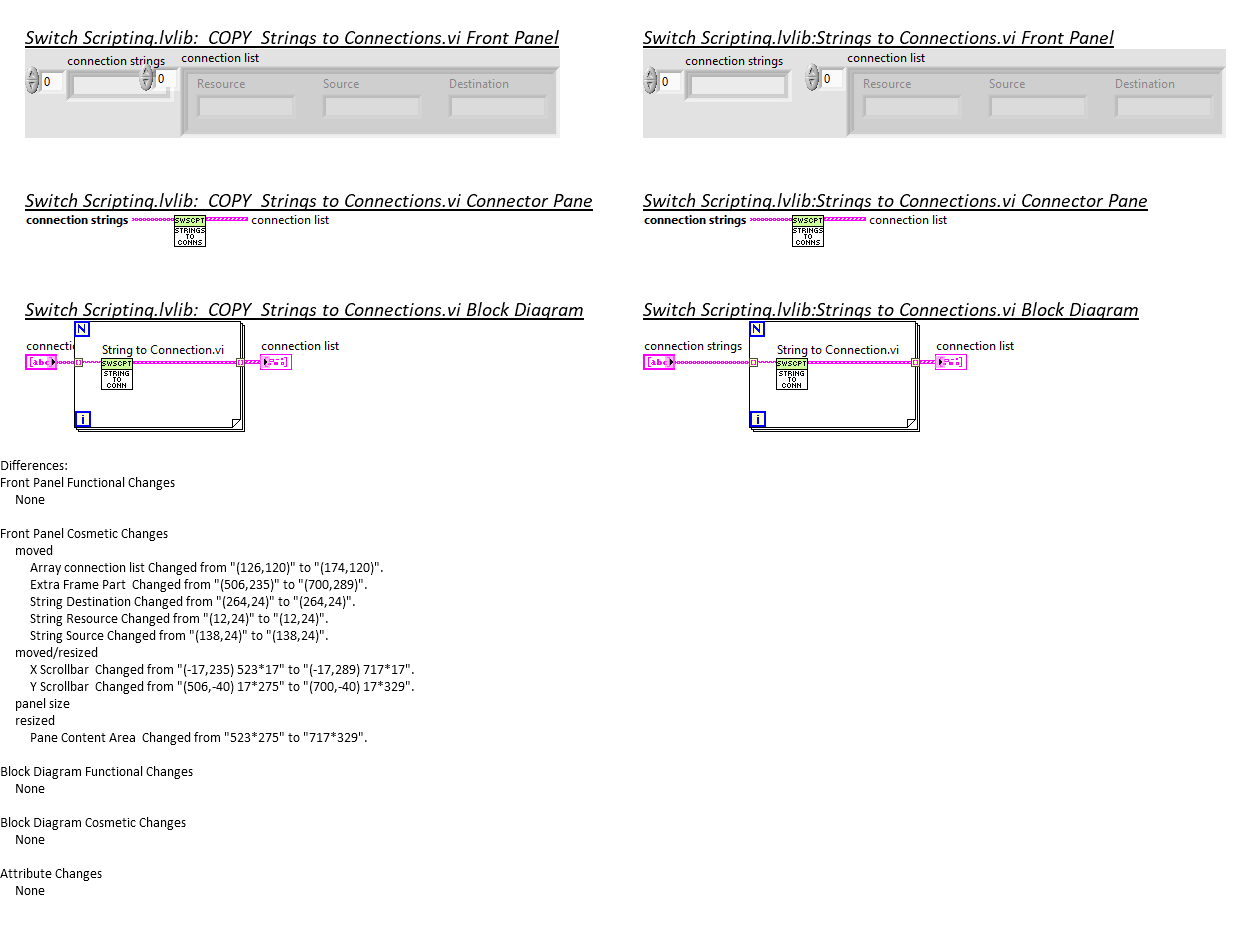 Switch Scripting.lvlib:  COPY  Strings to Connections.vi Front Panel
connection strings
0
connection list
0
Resource
Source
Destination
Switch Scripting.lvlib:Strings to Connections.vi Front Panel
connection strings
0
connection list
0
Resource
Source
Destination
Switch Scripting.lvlib:  COPY  Strings to Connections.vi Connector Pane
connection strings
SWSCPT
STRINGS
TO
CONNS
connection list
Switch Scripting.lvlib:Strings to Connections.vi Connector Pane
connection strings
SWSCPT
STRINGS
TO
CONNS
connection list
Switch Scripting.lvlib:  COPY  Strings to Connections.vi Block Diagram
N
connecti
abc
String to Connection.vi
SWSCPT
STRING
TO
CONN
connection list
i
Switch Scripting.lvlib:Strings to Connections.vi Block Diagram
N
connection strings
abc
String to Connection.vi
SWSCPT
STRING
TO
CONN
connection list
i
Differences:
Front Panel Functional Changes
None
Front Panel Cosmetic Changes
moved
Array connection list Changed from "(126,120)" to "(174,120)".
Extra Frame Part  Changed from "(506,235)" to "(700,289)".
String Destination Changed from "(264,24)" to "(264,24)".
String Resource Changed from "(12,24)" to "(12,24)".
String Source Changed from "(138,24)" to "(138,24)".
moved/resized
X Scrollbar  Changed from "(-17,235) 523*17" to "(-17,289) 717*17".
Y Scrollbar  Changed from "(506,-40) 17*275" to "(700,-40) 17*329".
panel size
resized
Pane Content Area  Changed from "523*275" to "717*329".
Block Diagram Functional Changes
None
Block Diagram Cosmetic Changes
None
Attribute Changes
None